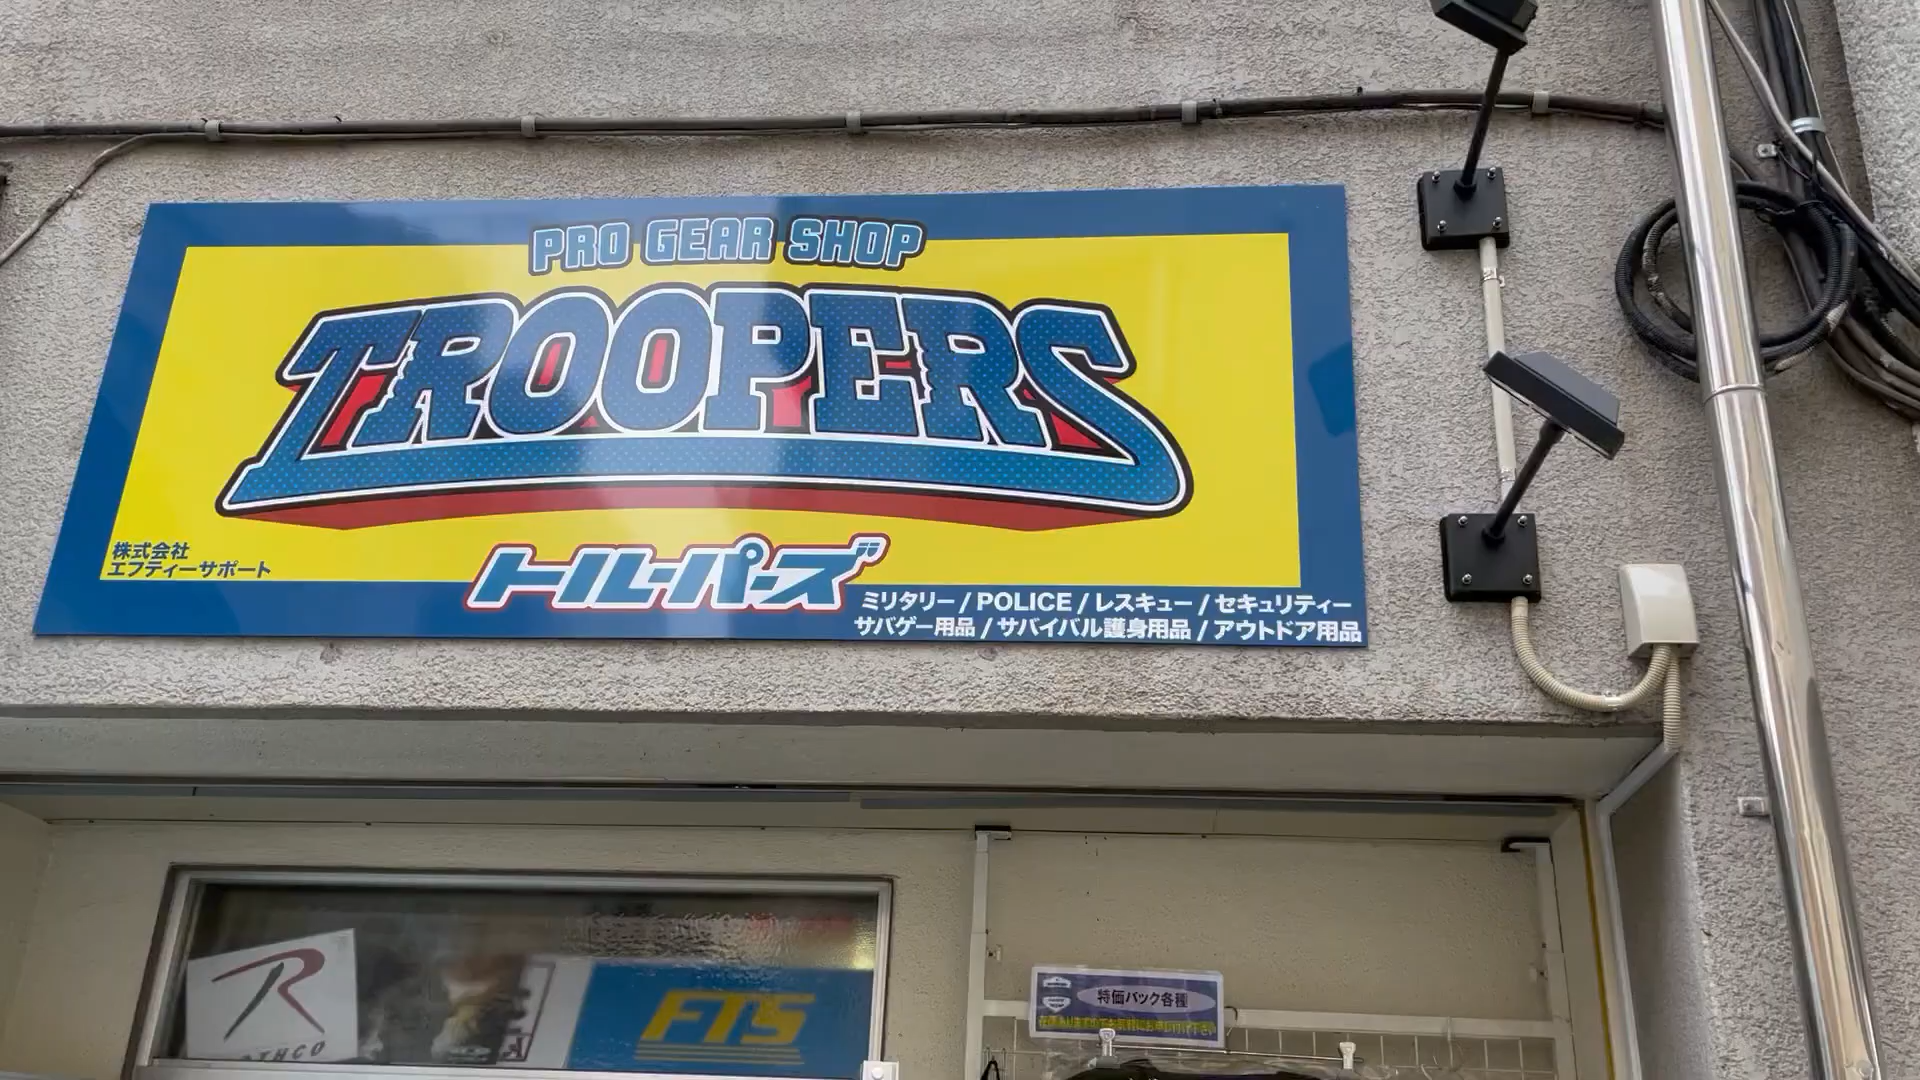 PRO GEAR SHOP
TROOPERS
トルーパーズ
株式会社
エフティーサポート
ミリタリー / POLICE / レスキュー / セキュリティー
サバゲー用品 / サバイバル護身用品 / アウトドア用品
R
FTS
特価パック各種